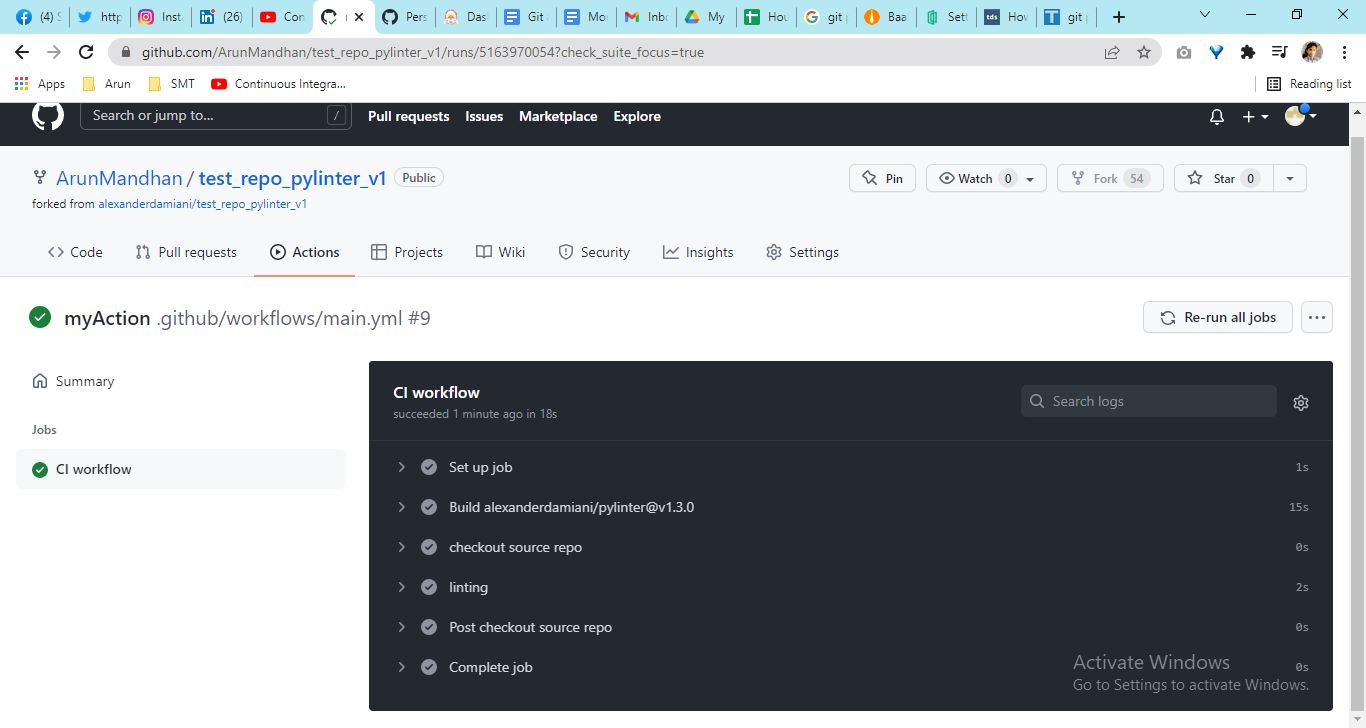 (4) S
http
Inst
(26)
Con
Pers
Das
Git
Mo
Inb
My
Hou
git
Baa
Sett
tds
How
git
github.com/ArunMandhan/test_repo_pylinter_v1/runs/5163970054?check_suite_focus=true
Apps
Arun
SMT
Continuous Integra...
Reading list
Search or jump to...
/
Pull requests
Issues
Marketplace
Explore
ArunMandhan / test_repo_pylinter_v1
Public
Pin
Watch 0
Fork 54
Star 0
forked from alexanderdamiani/test_repo_pylinter_v1
Code
Pull requests
Actions
Projects
Wiki
Security
Insights
Settings
myAction .github/workflows/main.yml #9
Re-run all jobs
Summary
Jobs
CI workflow
CI workflow
succeeded 1 minute ago in 18s
Search logs
Set up job 1s
Build alexanderdamiani/pylinter@v1.3.0 15s
checkout source repo 0s
linting 2s
Post checkout source repo 0s
Complete job 0s
Activate Windows
Go to Settings to activate Windows.